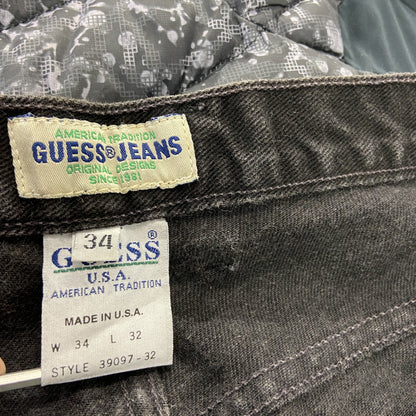 AMERICAN TRADITION
GUESS®JEANS
ORIGINAL DESIGNS
SINCE 1981
34
GUESS®
U.S.A.
AMERICAN TRADITION
MADE IN U.S.A.
W 34 L 32
STYLE 39097-32